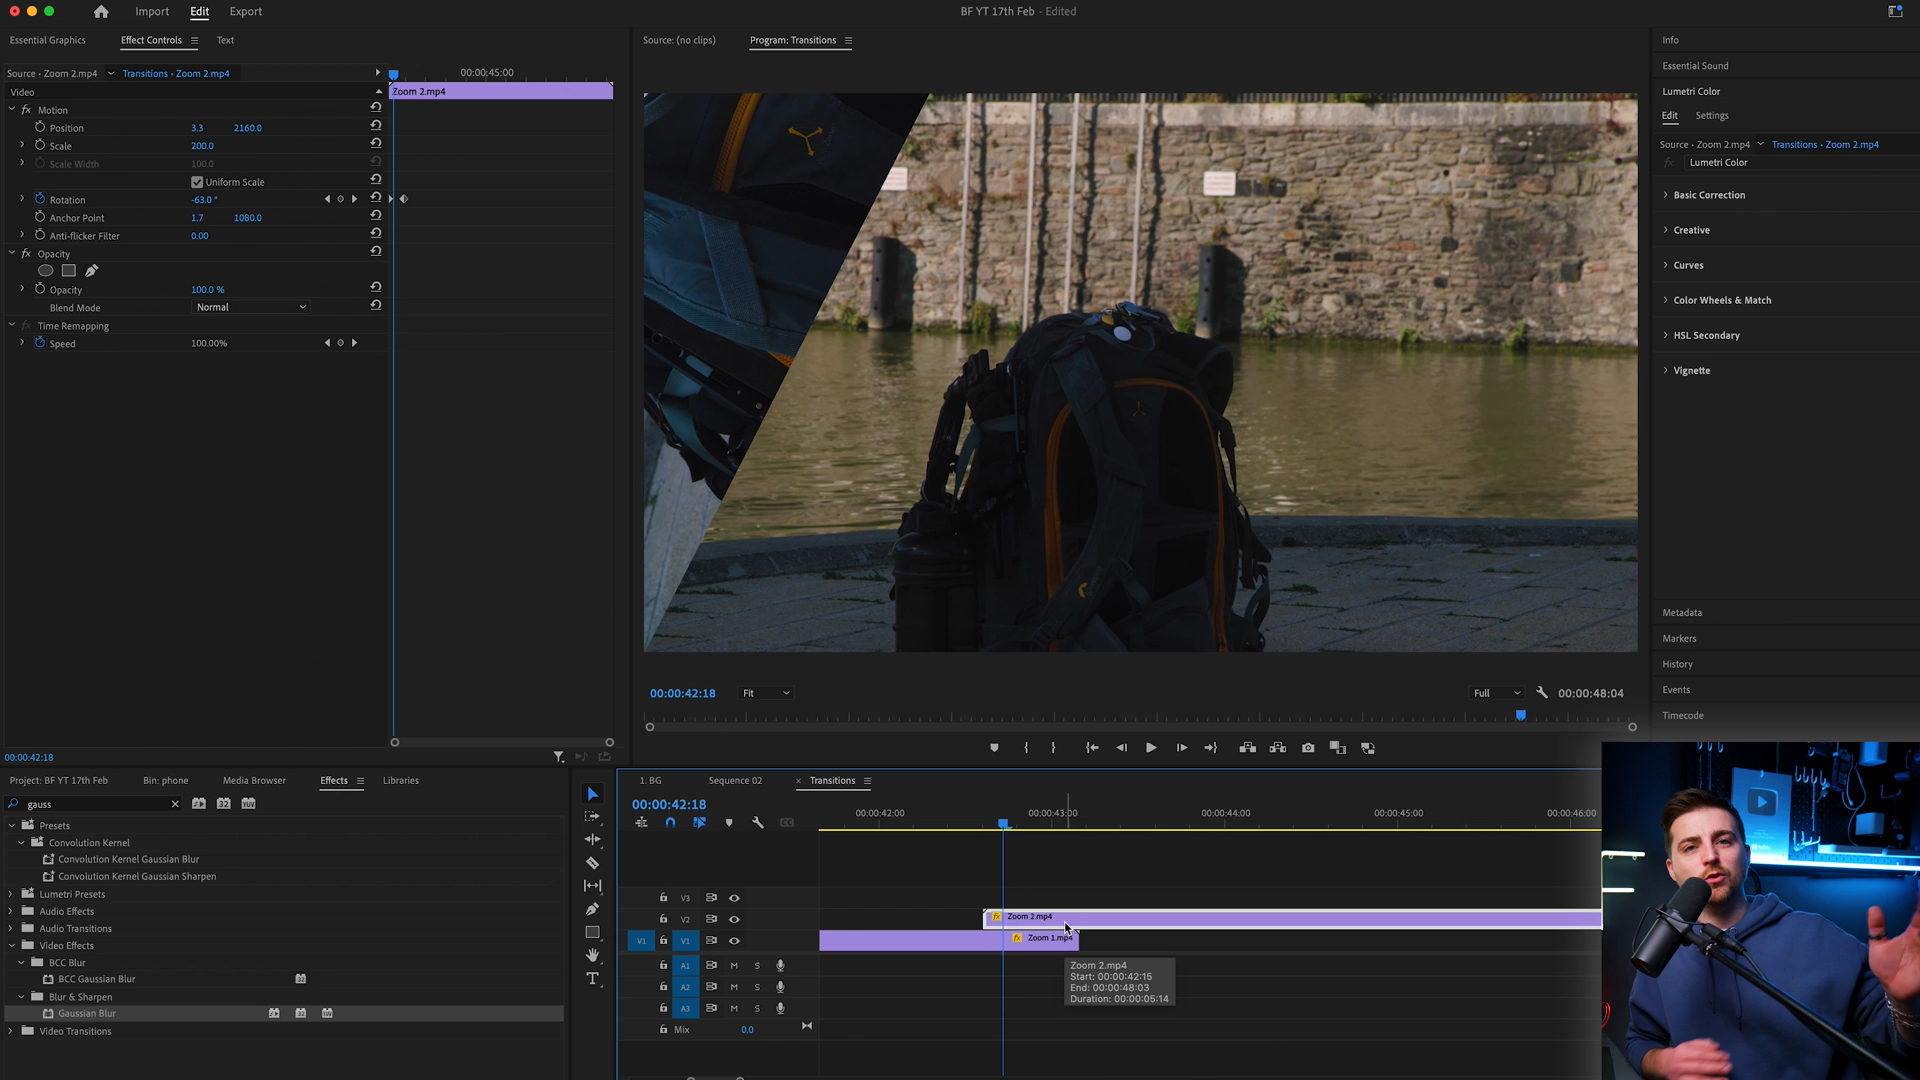 Import Edit Export
BF YT 17th Feb - Edited
Essential Graphics Effect Controls Text
Source • Zoom 2.mp4 Transitions • Zoom 2.mp4
00:00:45:00
Video
Zoom 2.mp4
fx Motion
Position 3.3 2160.0
Scale 200.0
Scale Width 100.0
Uniform Scale
Rotation -63.0 °
Anchor Point 1.7 1080.0
Anti-flicker Filter 0.00
fx Opacity
Opacity 100.0 %
Blend Mode Normal
fx Time Remapping
Speed 100.00%
00:00:42:18
Source: (no clips) Program: Transitions
00:00:42:18 Fit Full 00:00:48:04
Info
Essential Sound
Lumetri Color
Edit Settings
Source • Zoom 2.mp4 Transitions • Zoom 2.mp4
fx Lumetri Color
Basic Correction
Creative
Curves
Color Wheels & Match
HSL Secondary
Vignette
Metadata
Markers
History
Events
Timecode
Project: BF YT 17th Feb Bin: phone Media Browser Effects Libraries
gauss
32 YUV
Presets
Convolution Kernel
Convolution Kernel Gaussian Blur
Convolution Kernel Gaussian Sharpen
Lumetri Presets
Audio Effects
Audio Transitions
Video Effects
BCC Blur
BCC Gaussian Blur
Blur & Sharpen
Gaussian Blur
Video Transitions
1. BG Sequence 02 × Transitions
00:00:42:18
00:00:42:00 00:00:43:00 00:00:44:00 00:00:45:00 00:00:46:00
V3
V2
fx Zoom 2.mp4
V1 V1
fx Zoom 1.mp4
A1 M S
A2 M S
A3 M S
Mix 0.0
Zoom 2.mp4
Start: 00:00:42:15
End: 00:00:48:03
Duration: 00:00:05:14